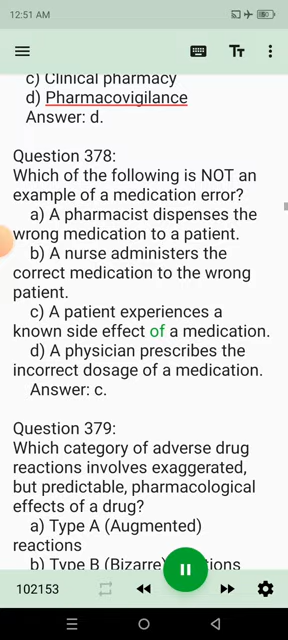 12:51 AM
c) Clinical pharmacy
d) Pharmacovigilance
Answer: d.
Question 378:
Which of the following is NOT an
example of a medication error?
a) A pharmacist dispenses the
wrong medication to a patient.
b) A nurse administers the
correct medication to the wrong
patient.
c) A patient experiences a
known side effect of a medication.
d) A physician prescribes the
incorrect dosage of a medication.
Answer: c.
Question 379:
Which category of adverse drug
reactions involves exaggerated,
but predictable, pharmacological
effects of a drug?
a) Type A (Augmented)
reactions
b) Type B (Bizarre)
102153